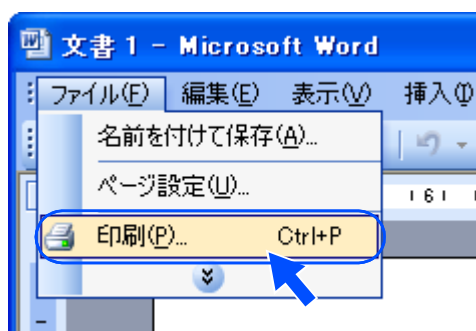 文書 1 - Microsoft Word
ファイル(F) 編集(E) 表示(V) 挿入(I
名前を付けて保存(A)...
ページ設定(U)...
16I
印刷(P)... Ctrl+P